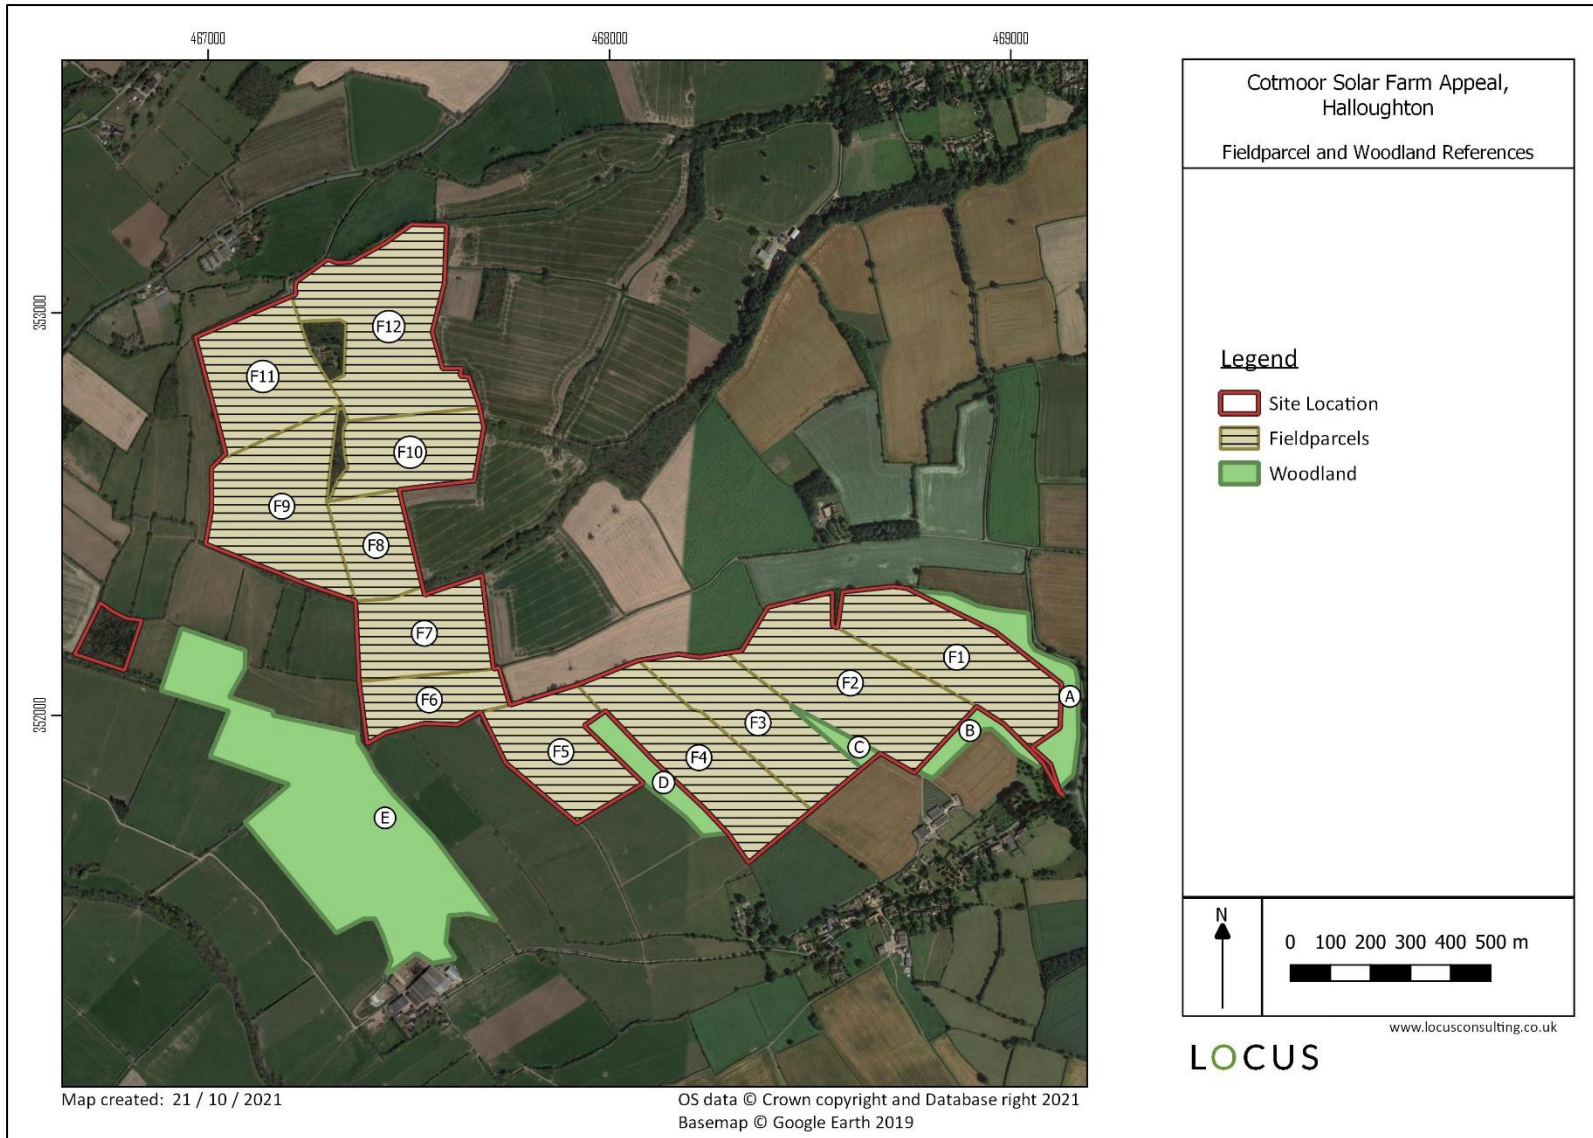 467000
468000
469000
353000
352000
F12
F11
F10
F9
F8
F7
F6
F1
F2
A
F3
B
C
F5
F4
D
E
Cotmoor Solar Farm Appeal,
Halloughton
Fieldparcel and Woodland References
Legend
Site Location
Fieldparcels
Woodland
N
0 100 200 300 400 500 m
www.locusconsulting.co.uk
LOCUS
Map created: 21 / 10 / 2021
OS data © Crown copyright and Database right 2021
Basemap © Google Earth 2019